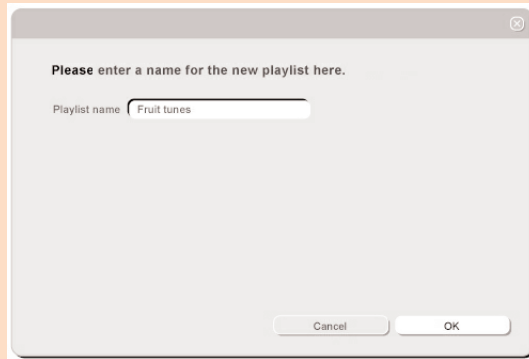 Please enter a name for the new playlist here.
Playlist name Fruit tunes
Cancel OK